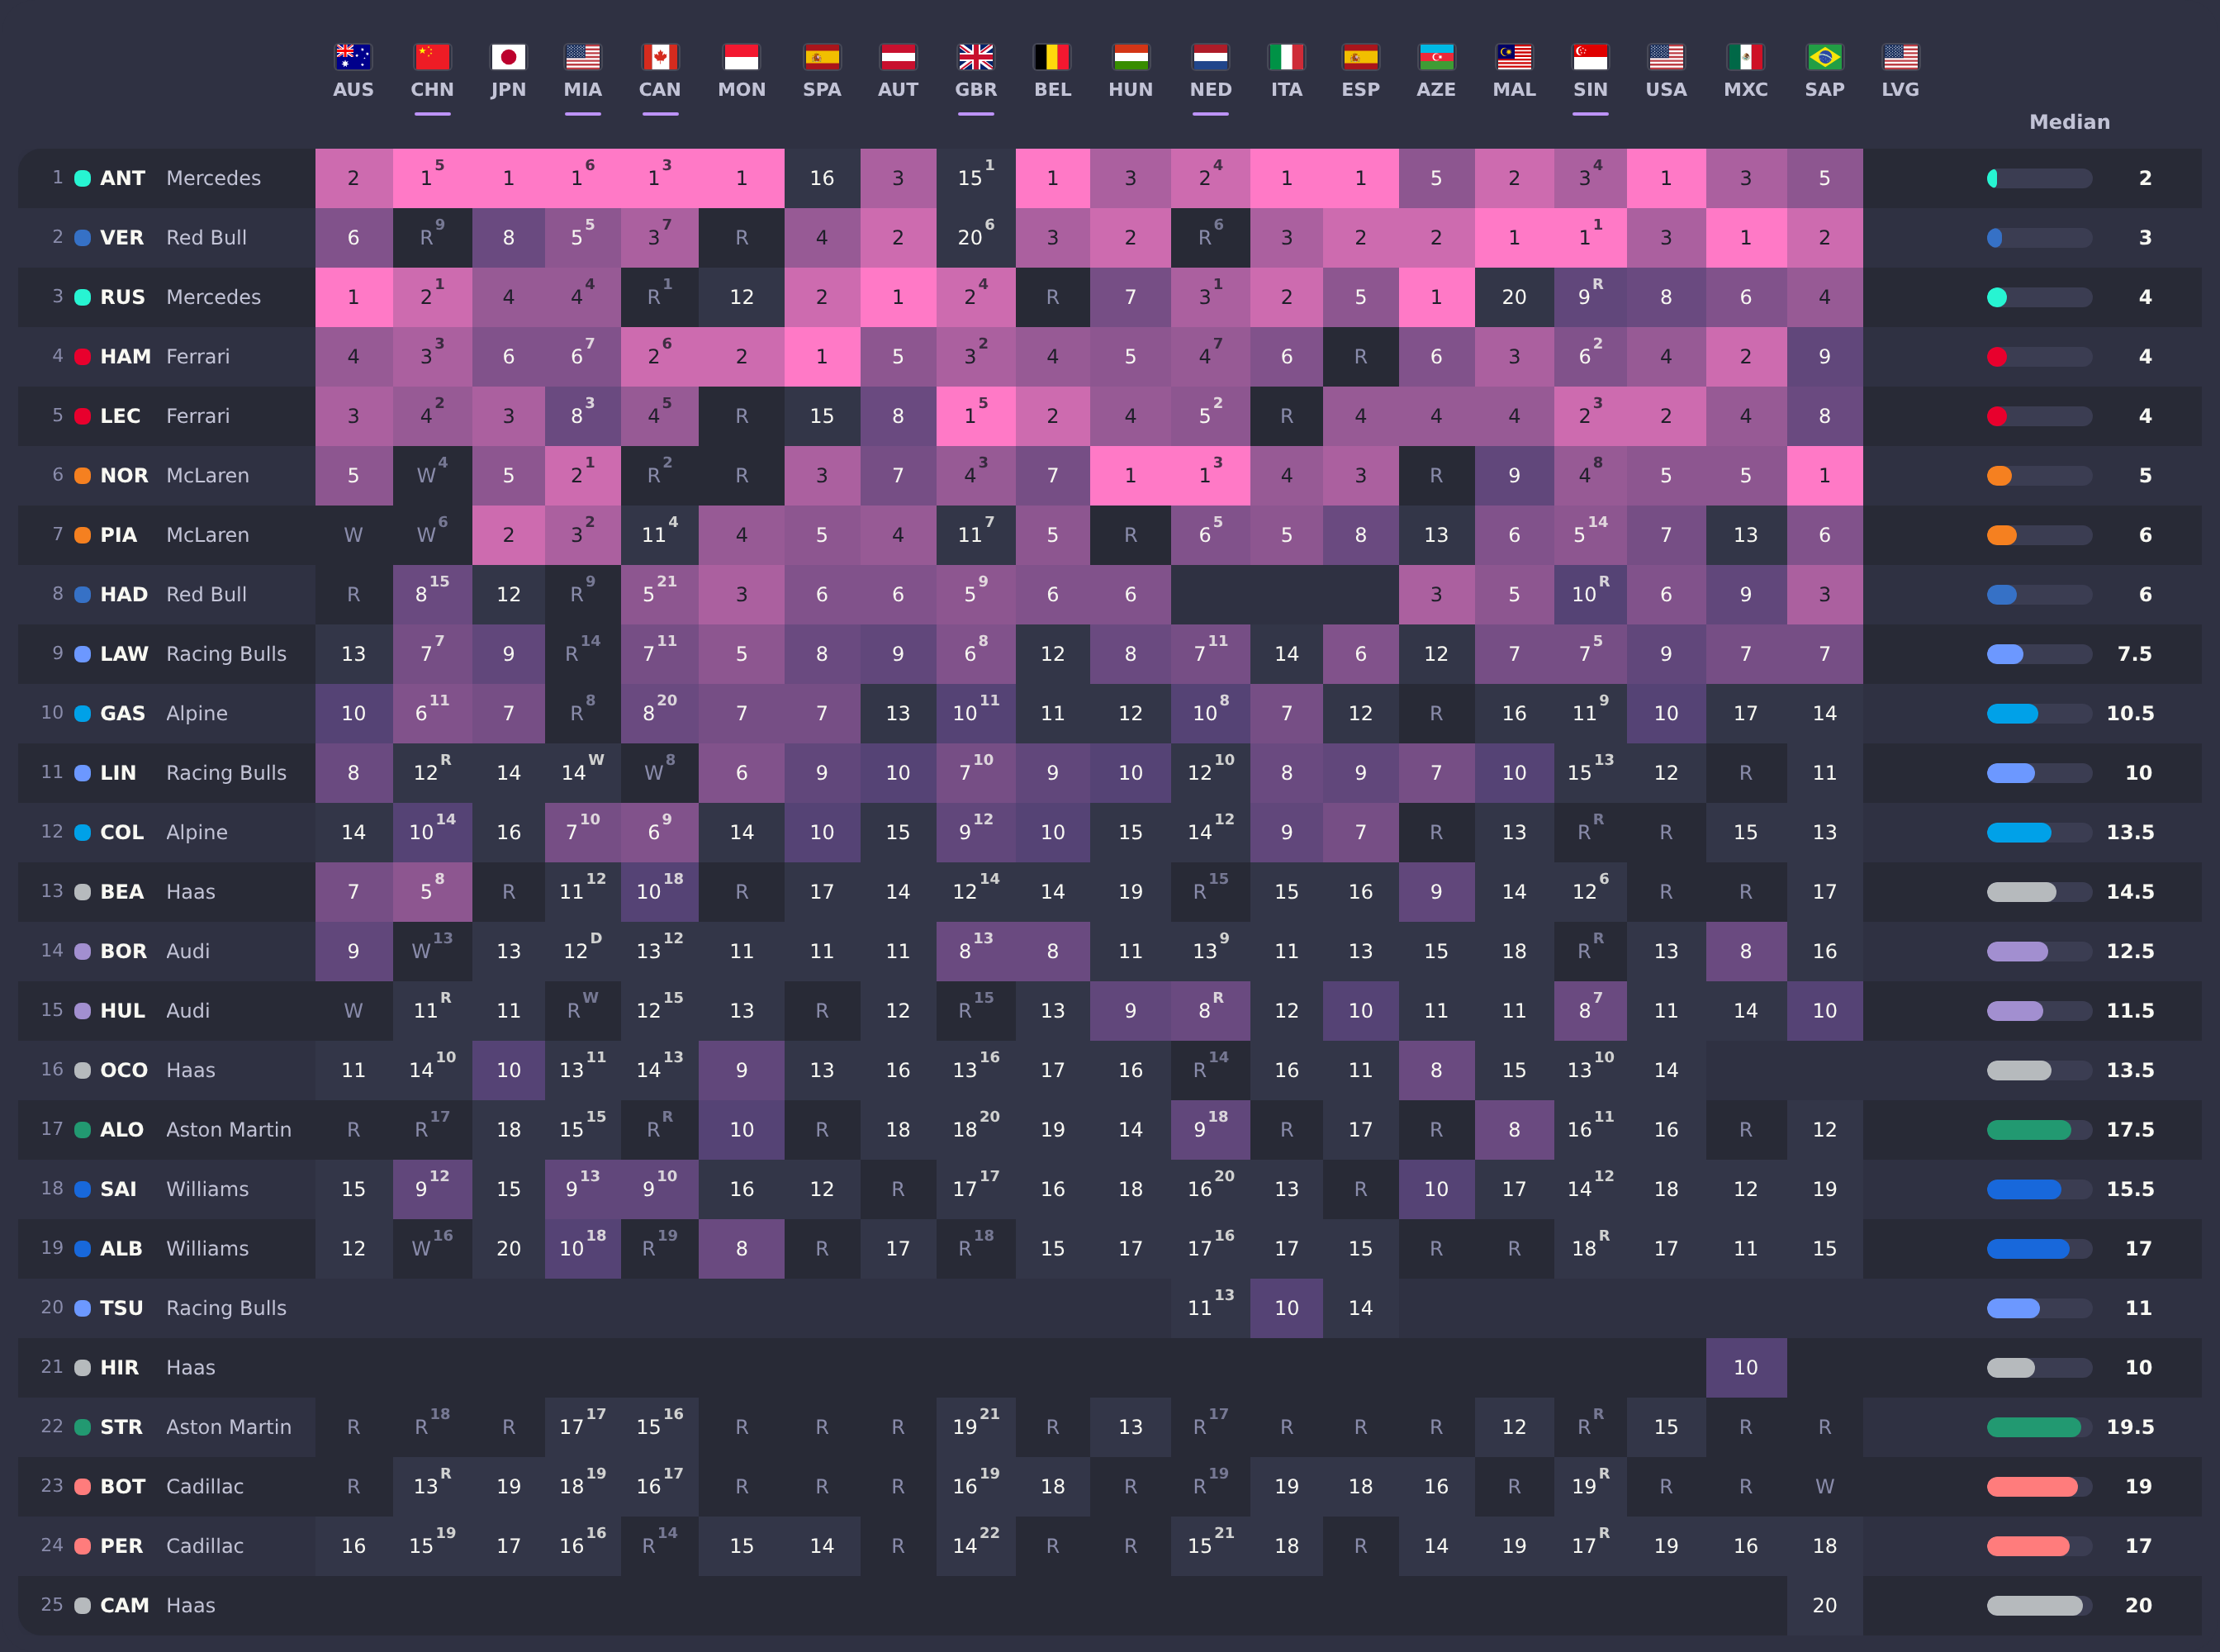 AUS CHN JPN MIA CAN MON SPA AUT GBR BEL HUN NED ITA ESP AZE MAL SIN USA MXC SAP LVG
Median
1 ANT Mercedes 2 1 5 1 1 6 1 3 1 16 3 15 1 1 3 2 4 1 1 5 2 3 4 1 3 5 2
2 VER Red Bull 6 R 9 8 5 5 3 7 R 4 2 20 6 3 2 R 6 3 2 2 1 1 1 3 1 2 3
3 RUS Mercedes 1 2 1 4 4 4 R 1 12 2 1 2 4 R 7 3 1 2 5 1 20 9 R 8 6 4 4
4 HAM Ferrari 4 3 3 6 6 7 2 6 2 1 5 3 2 4 5 4 7 6 R 6 3 6 2 4 2 9 4
5 LEC Ferrari 3 4 2 3 8 3 4 5 R 15 8 1 5 2 4 5 2 R 4 4 4 2 3 2 4 8 4
6 NOR McLaren 5 W 4 5 2 1 R 2 R 3 7 4 3 7 1 1 3 4 3 R 9 4 8 5 5 1 5
7 PIA McLaren W W 6 2 3 2 11 4 4 5 4 11 7 5 R 6 5 5 8 13 6 5 14 7 13 6 6
8 HAD Red Bull R 8 15 12 R 9 5 21 3 6 6 5 9 6 6 3 5 10 R 6 9 3 6
9 LAW Racing Bulls 13 7 7 9 R 14 7 11 5 8 9 6 8 12 8 7 11 14 6 12 7 7 5 9 7 7 7.5
10 GAS Alpine 10 6 11 7 R 8 8 20 7 7 13 10 11 11 12 10 8 7 12 R 16 11 9 10 17 14 10.5
11 LIN Racing Bulls 8 12 R 14 14 W W 8 6 9 10 7 10 9 10 12 10 8 9 7 10 15 13 12 R 11 10
12 COL Alpine 14 10 14 16 7 10 6 9 14 10 15 9 12 10 15 14 12 9 7 R 13 R R R 15 13 13.5
13 BEA Haas 7 5 8 R 11 12 10 18 R 17 14 12 14 14 19 R 15 15 16 9 14 12 6 R R 17 14.5
14 BOR Audi 9 W 13 13 12 D 13 12 11 11 11 8 13 8 11 13 9 11 13 15 18 R R 13 8 16 12.5
15 HUL Audi W 11 R 11 R W 12 15 13 R 12 R 15 13 9 8 R 12 10 11 11 8 7 11 14 10 11.5
16 OCO Haas 11 14 10 10 13 11 14 13 9 13 16 13 16 17 16 R 14 16 11 8 15 13 10 14 13.5
17 ALO Aston Martin R R 17 18 15 15 R R 10 R 18 18 20 19 14 9 18 R 17 R 8 16 11 16 R 12 17.5
18 SAI Williams 15 9 12 15 9 13 9 10 16 12 R 17 17 16 18 16 20 13 R 10 17 14 12 18 12 19 15.5
19 ALB Williams 12 W 16 20 10 18 R 19 8 R 17 R 18 15 17 17 16 17 15 R R 18 R 17 11 15 17
20 TSU Racing Bulls 11 13 10 14 11
21 HIR Haas 10 10
22 STR Aston Martin R R 18 R 17 17 15 16 R R R 19 21 R 13 R 17 R R R 12 R R 15 R R 19.5
23 BOT Cadillac R 13 R 19 18 19 16 17 R R R 16 19 18 R R 19 19 18 16 R 19 R R R W 19
24 PER Cadillac 16 15 19 17 16 16 R 14 15 14 R 14 22 R R 15 21 18 R 14 19 17 R 19 16 18 17
25 CAM Haas 20 20